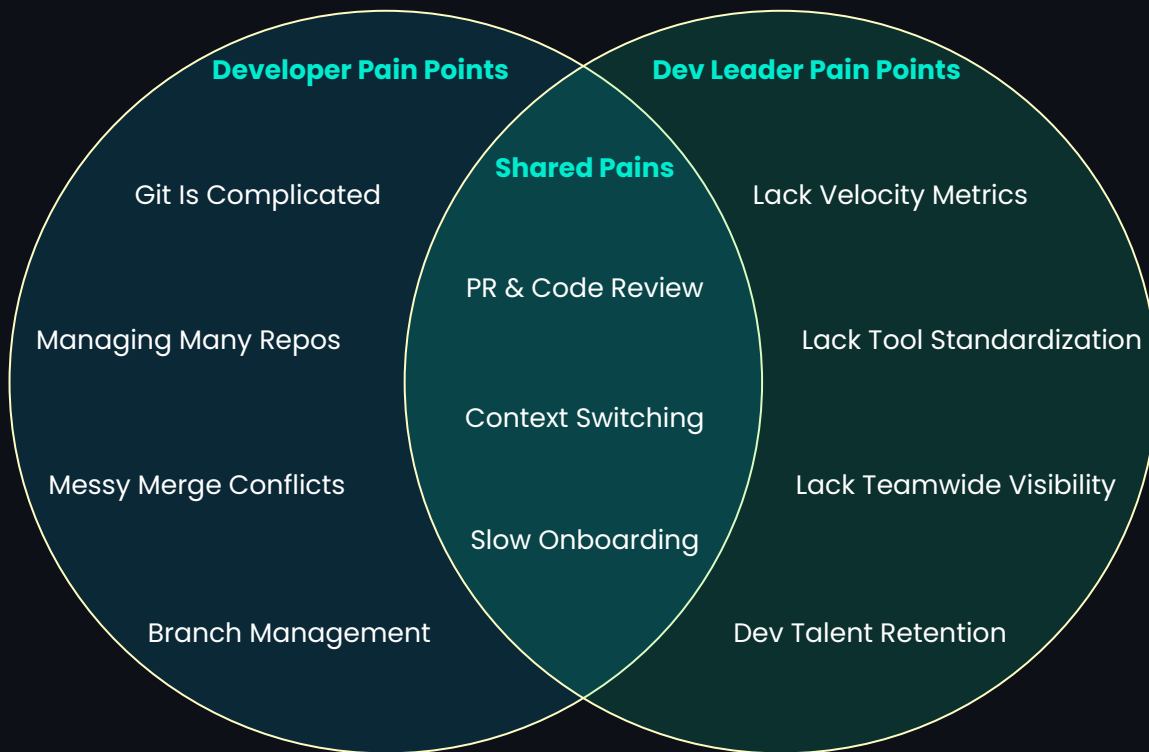 Developer Pain Points
Git Is Complicated
Managing Many Repos
Messy Merge Conflicts
Branch Management
Shared Pains
PR & Code Review
Context Switching
Slow Onboarding
Dev Leader Pain Points
Lack Velocity Metrics
Lack Tool Standardization
Lack Teamwide Visibility
Dev Talent Retention